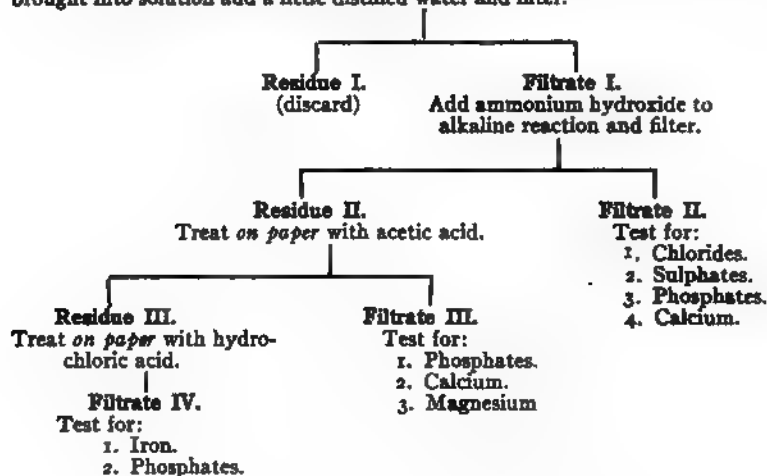 brought into solution add a little distilled water and filter.
Residue I.
(discard)
Filtrate I.
Add ammonium hydroxide to
alkaline reaction and filter.
Residue II.
Treat on paper with acetic acid.
Filtrate II.
Test for:
1. Chlorides.
2. Sulphates.
3. Phosphates.
4. Calcium.
Residue III.
Treat on paper with hydro-
chloric acid.
Filtrate III.
Test for:
1. Phosphates.
2. Calcium.
3. Magnesium
Filtrate IV.
Test for:
1. Iron.
2. Phosphates.